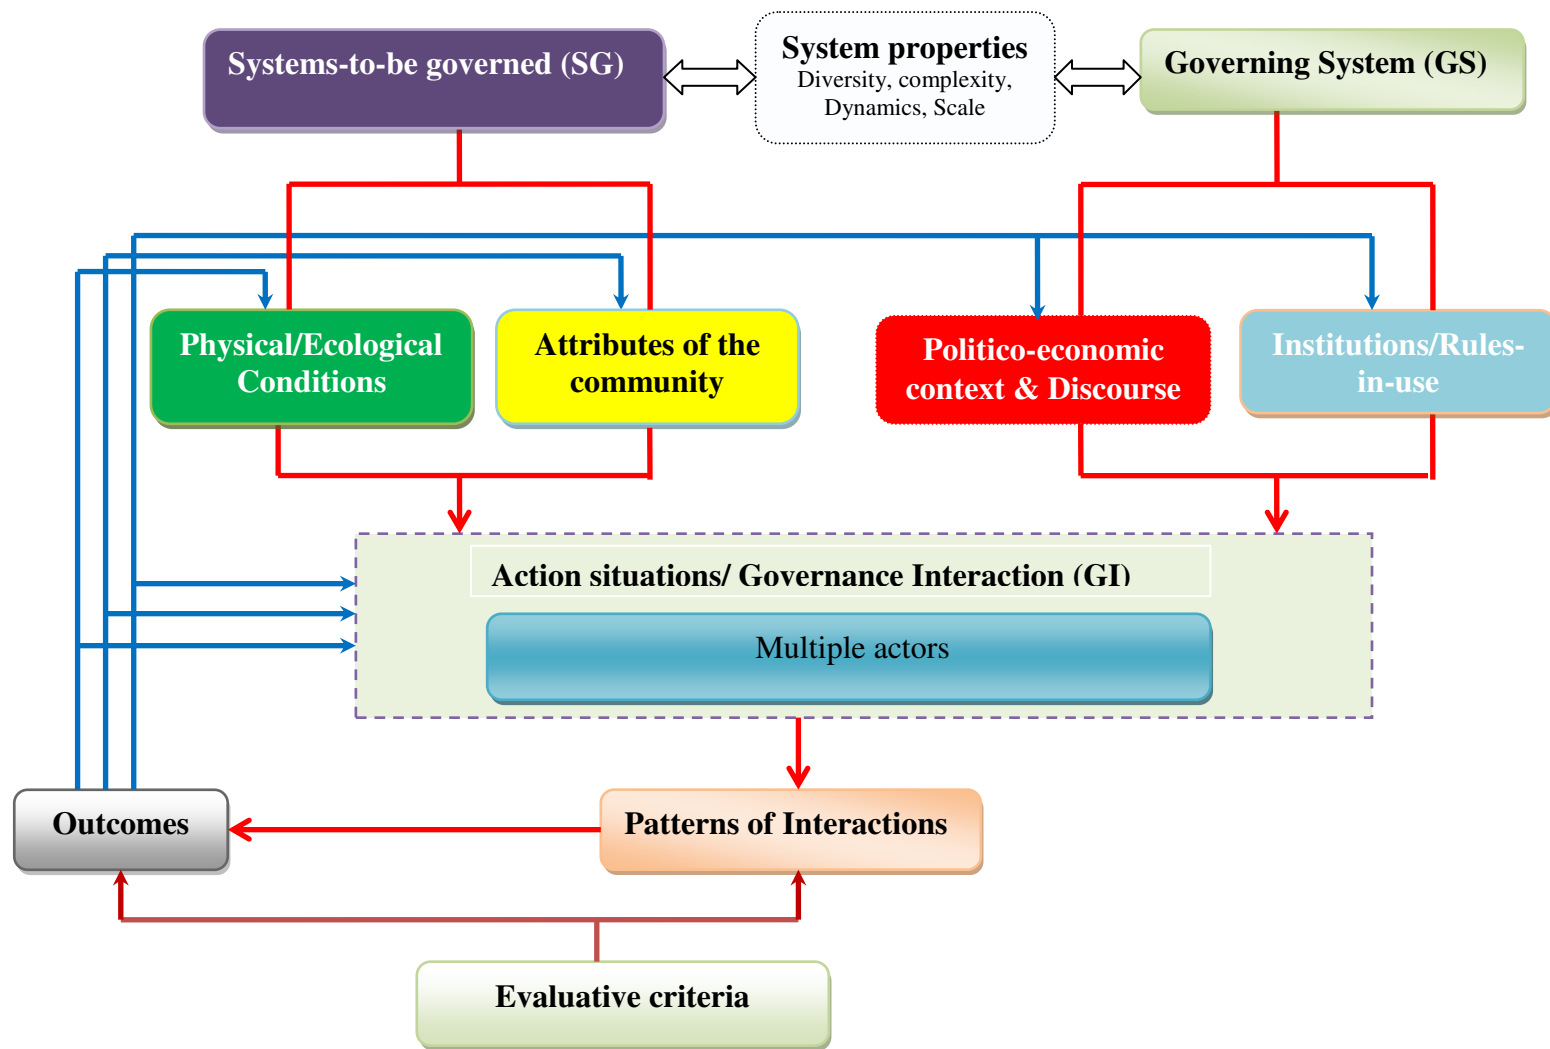 Systems-to-be governed (SG)
System properties
Diversity, complexity,
Dynamics, Scale
Governing System (GS)
Physical/Ecological
Conditions
Attributes of the
community
Politico-economic
context & Discourse
Institutions/Rules-
in-use
Action situations/ Governance Interaction (GI)
Multiple actors
Outcomes
Patterns of Interactions
Evaluative criteria